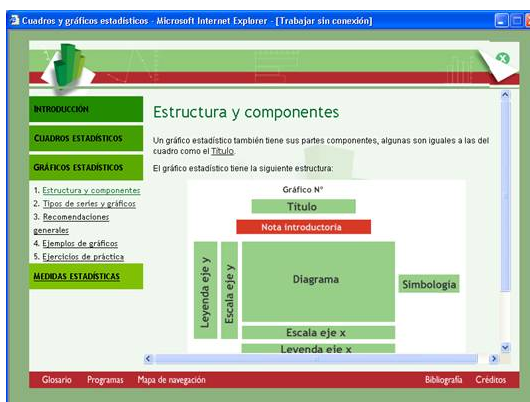 Cuadros y gráficos estadísticos - Microsoft Internet Explorer - [Trabajar sin conexión]
INTRODUCCIÓN
CUADROS ESTADÍSTICOS
GRÁFICOS ESTADÍSTICOS
1. Estructura y componentes
2. Tipos de series y gráficos
3. Recomendaciones
generales
4. Ejemplos de gráficos
5. Ejercicios de práctica
MEDIDAS ESTADÍSTICAS
Estructura y componentes
Un gráfico estadístico también tiene sus partes componentes, algunas son iguales a las del
cuadro como el Título.
El gráfico estadístico tiene la siguiente estructura:
Gráfico Nº
Título
Nota introductoria
Leyenda eje y
Escala eje y
Diagrama
Simbología
Escala eje x
Leyenda eje x
Glosario Programas Mapa de navegación Bibliografía Créditos